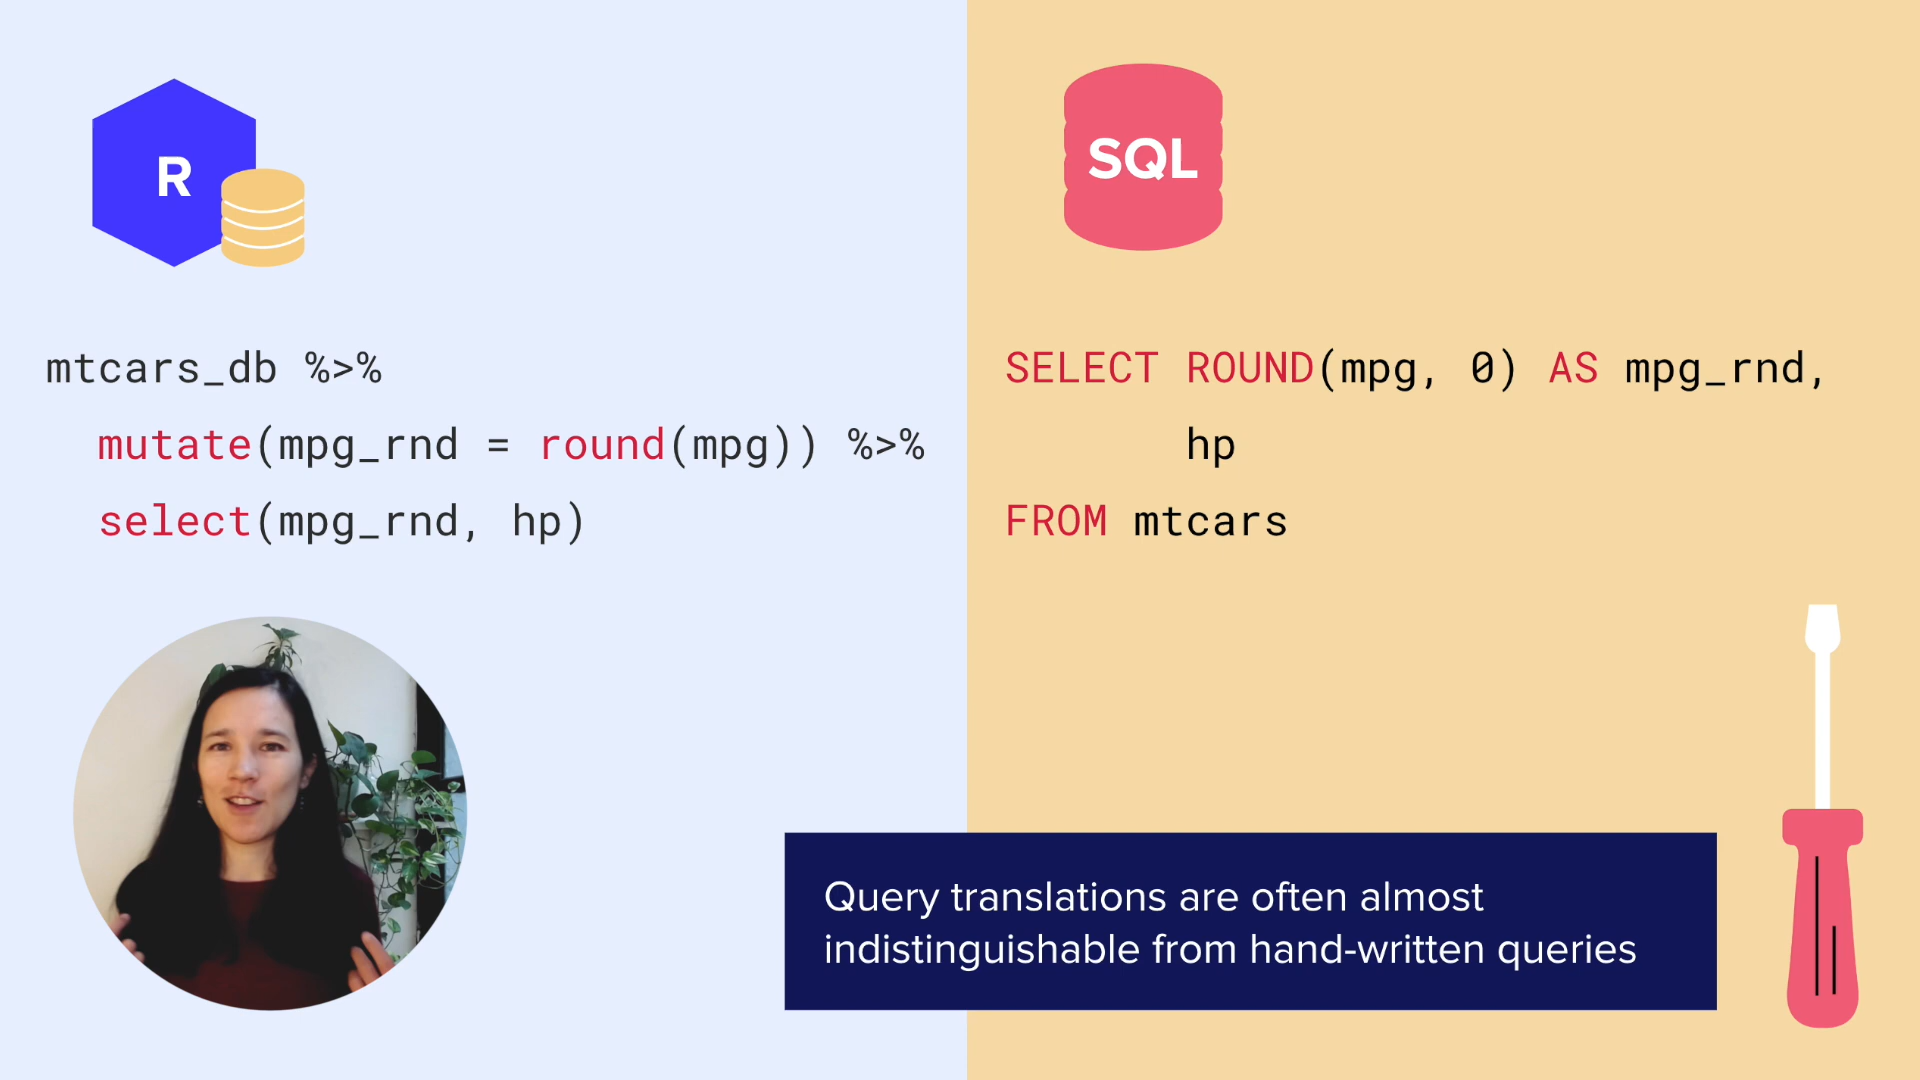 R
mtcars_db %>%
mutate(mpg_rnd = round(mpg)) %>%
select(mpg_rnd, hp)
SQL
SELECT ROUND(mpg, 0) AS mpg_rnd,
hp
FROM mtcars
Query translations are often almost
indistinguishable from hand-written queries